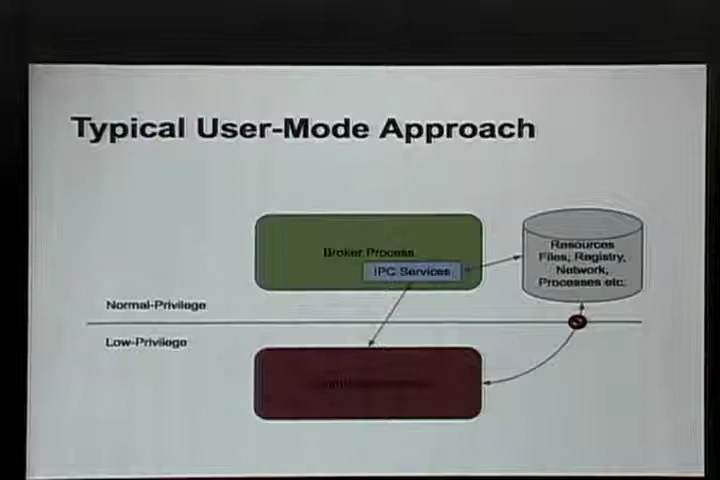 Typical User-Mode Approach
Broker Process
IPC Services
Resources
Files, Registry,
Network,
Processes etc.
Normal-Privilege
Low-Privilege